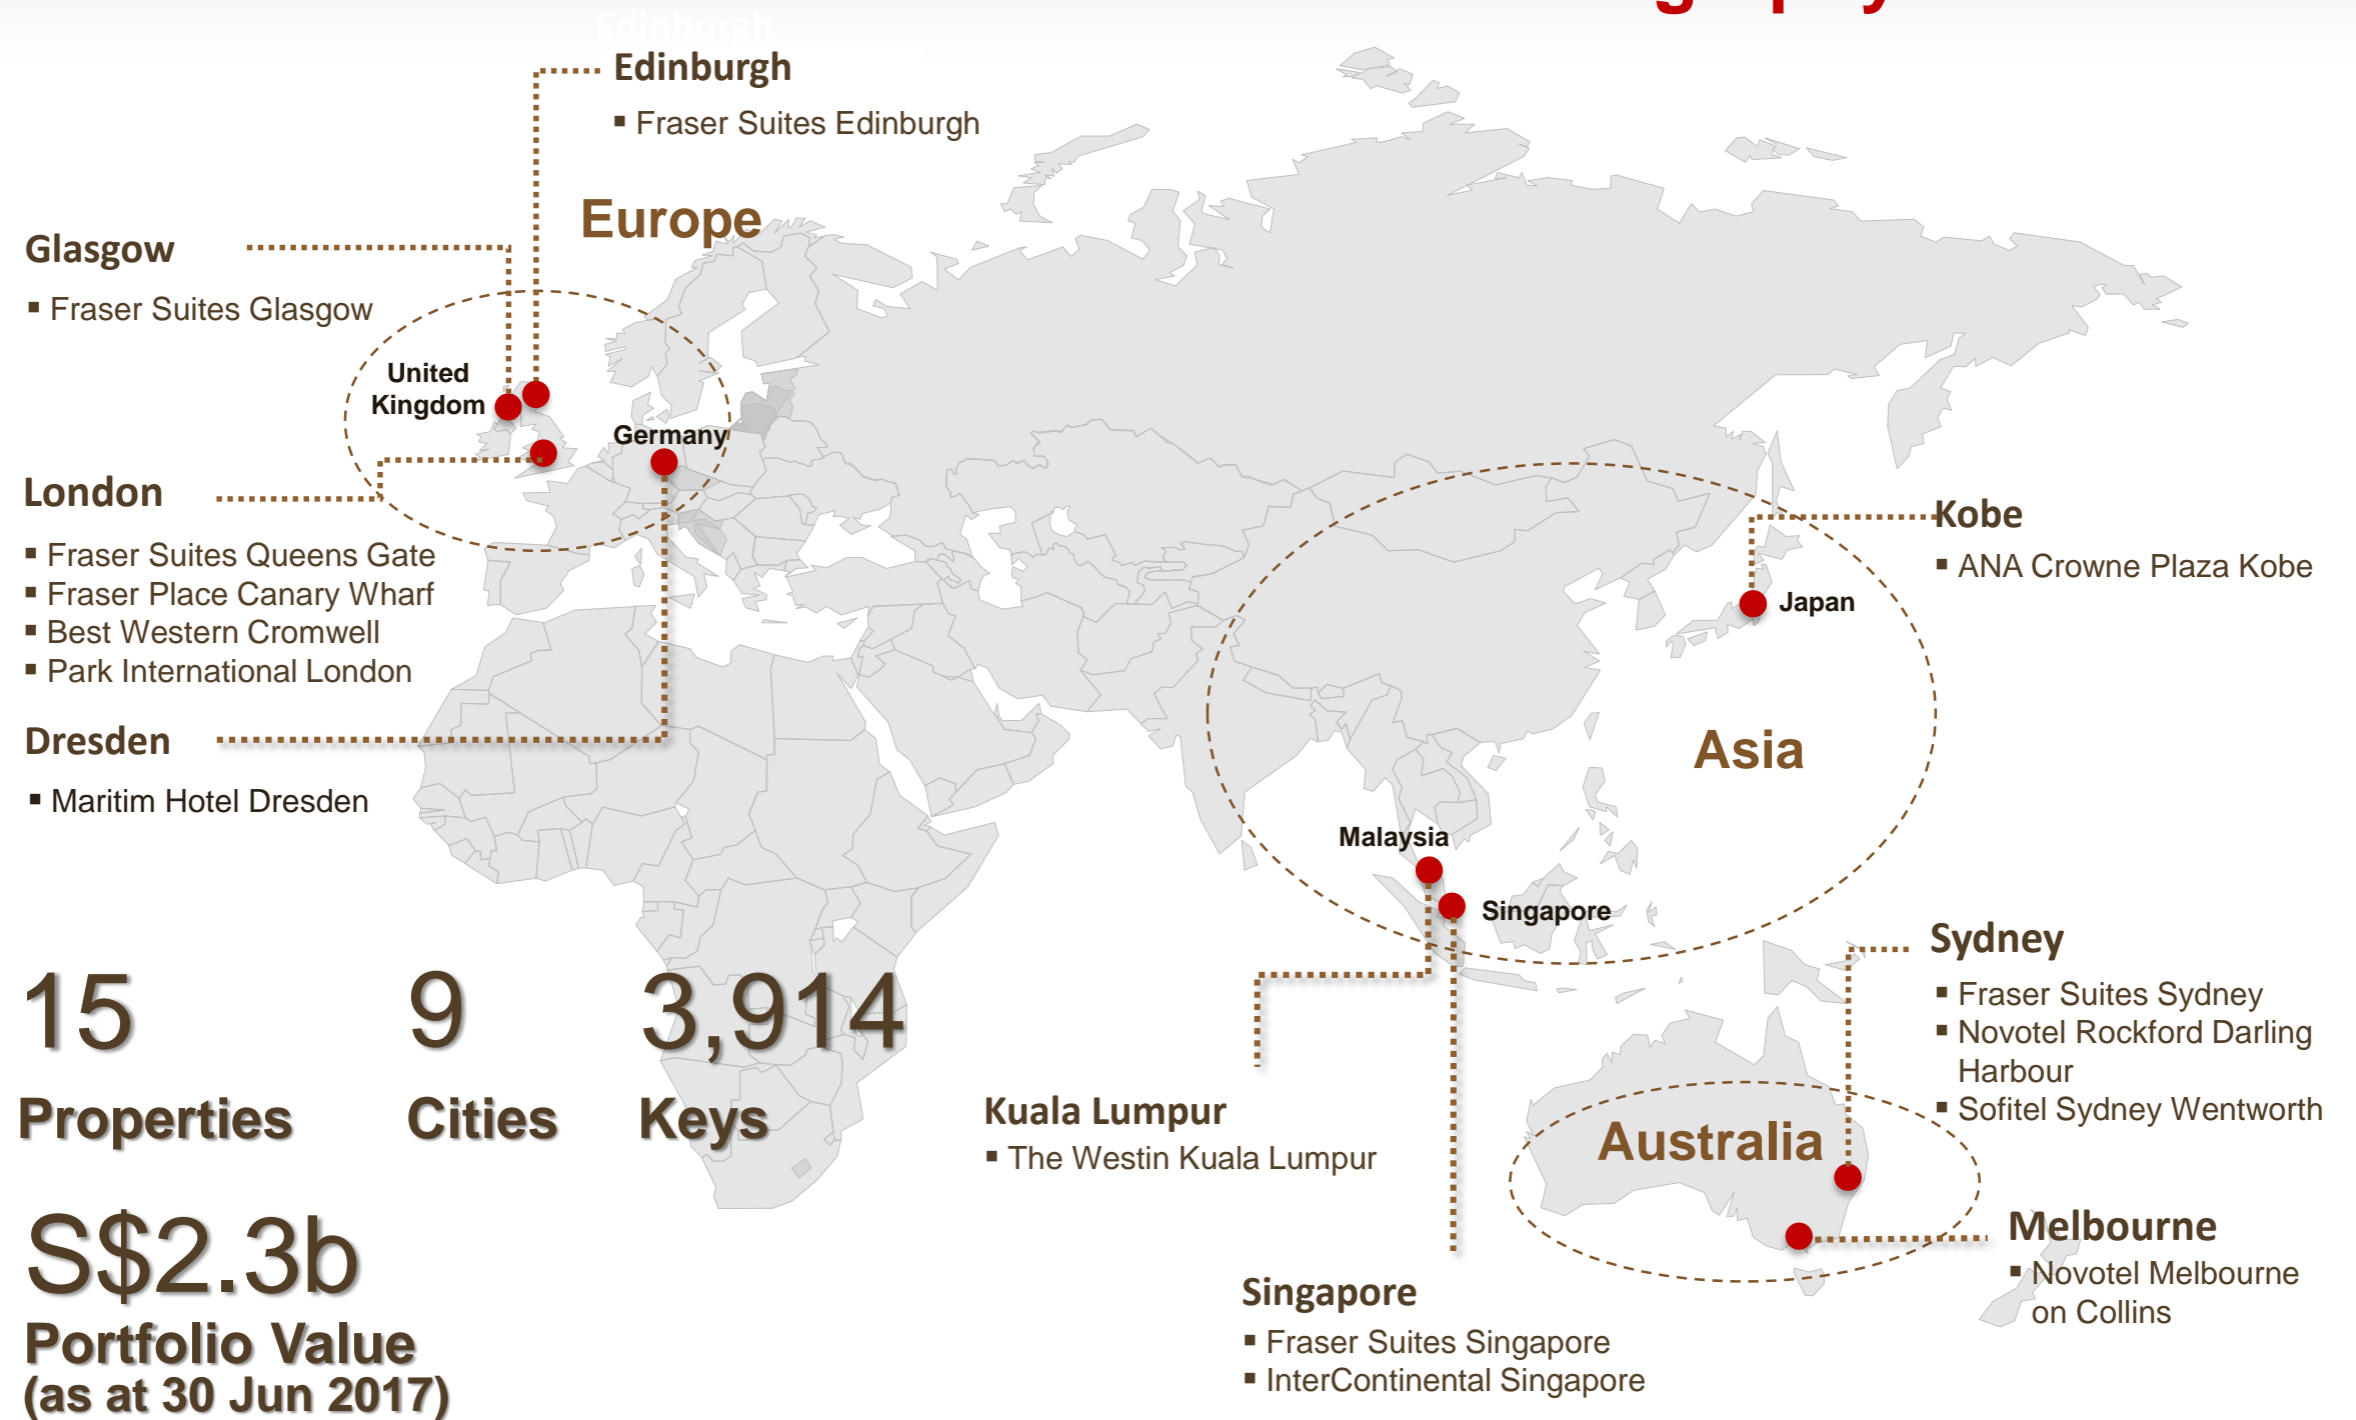 Edinburgh
Edinburgh
▪ Fraser Suites Edinburgh
Europe
Glasgow
▪ Fraser Suites Glasgow
United
Kingdom
Germany
London
▪ Fraser Suites Queens Gate
▪ Fraser Place Canary Wharf
▪ Best Western Cromwell
▪ Park International London
Dresden
▪ Maritim Hotel Dresden
Kobe
▪ ANA Crowne Plaza Kobe
Japan
Asia
Malaysia
Singapore
Sydney
▪ Fraser Suites Sydney
▪ Novotel Rockford Darling
Harbour
▪ Sofitel Sydney Wentworth
15
Properties
9
Cities
3,914
Keys
Kuala Lumpur
▪ The Westin Kuala Lumpur
Australia
Melbourne
▪ Novotel Melbourne
on Collins
S$2.3b
Portfolio Value
(as at 30 Jun 2017)
Singapore
▪ Fraser Suites Singapore
▪ InterContinental Singapore